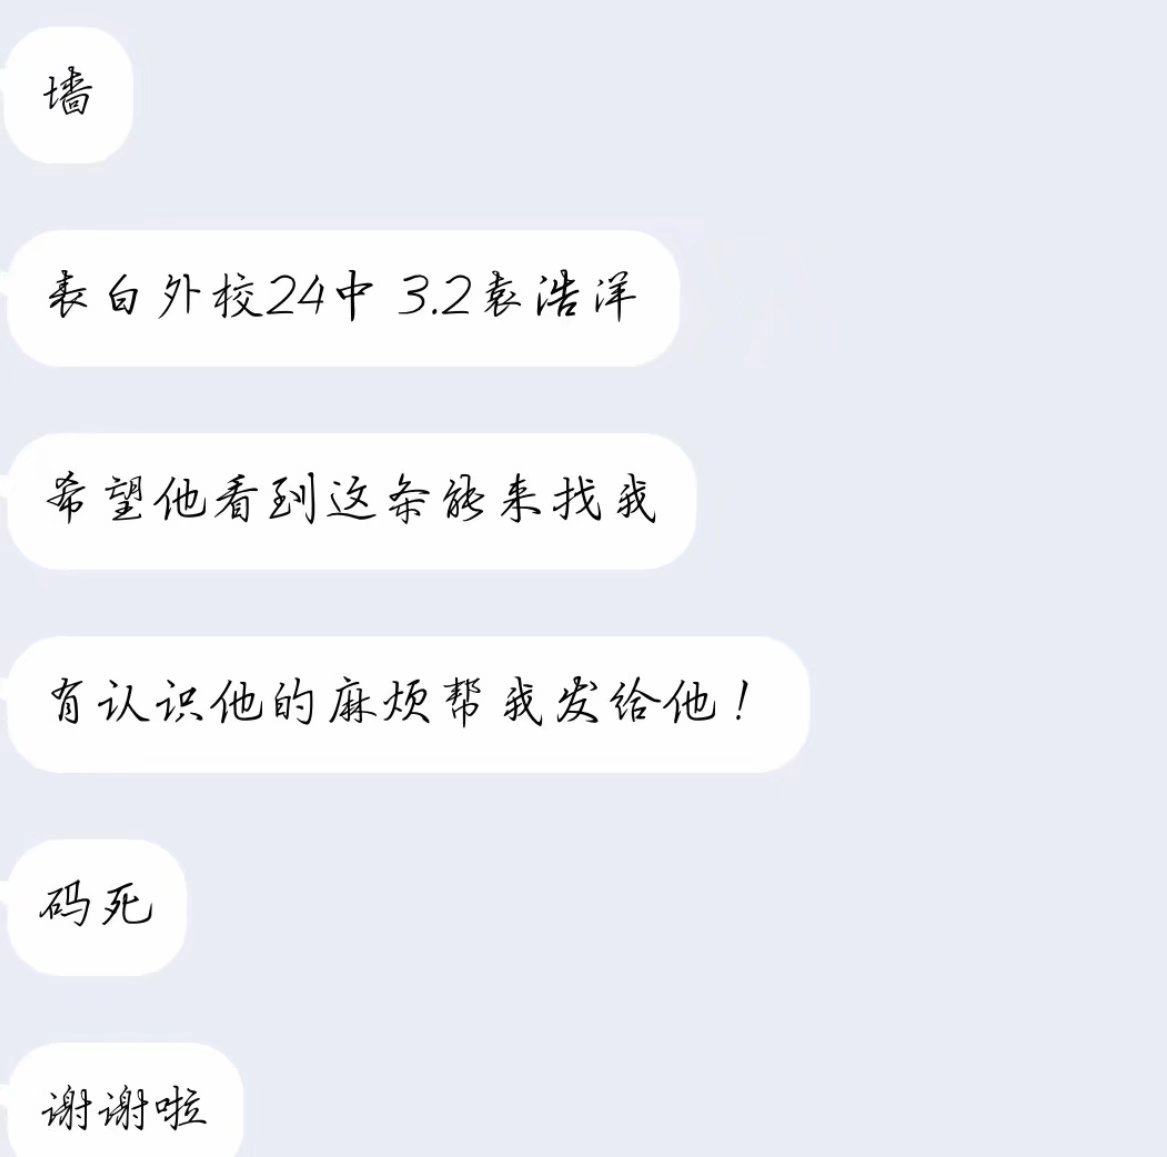 墙
表白外校24中 3.2袁浩洋
希望他看到这条能来找我
有认识他的麻烦帮我发给他！
码死
谢谢啦